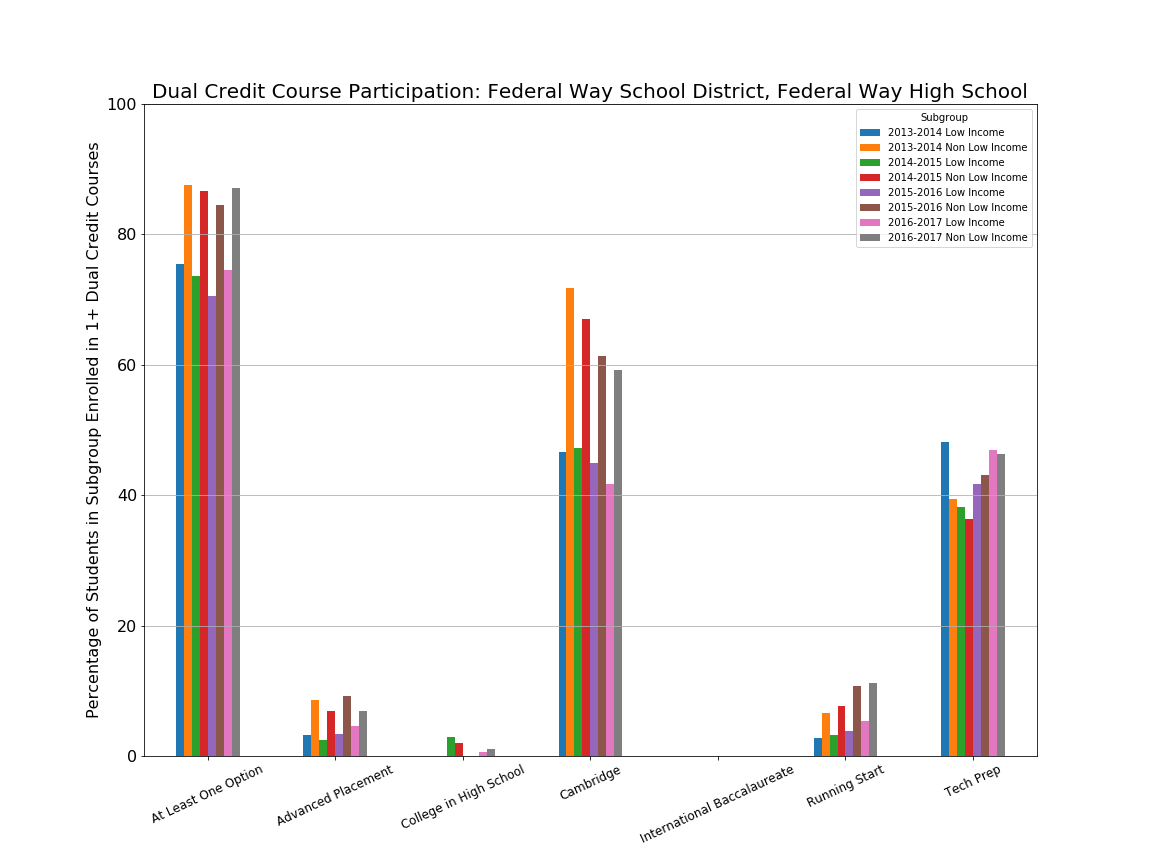 Dual Credit Course Participation: Federal Way School District, Federal Way High School
Percentage of Students in Subgroup Enrolled in 1+ Dual Credit Courses
100
80
60
40
20
0
Subgroup
2013-2014 Low Income
2013-2014 Non Low Income
2014-2015 Low Income
2014-2015 Non Low Income
2015-2016 Low Income
2015-2016 Non Low Income
2016-2017 Low Income
2016-2017 Non Low Income
At Least One Option
Advanced Placement
College in High School
Cambridge
International Baccalaureate
Running Start
Tech Prep